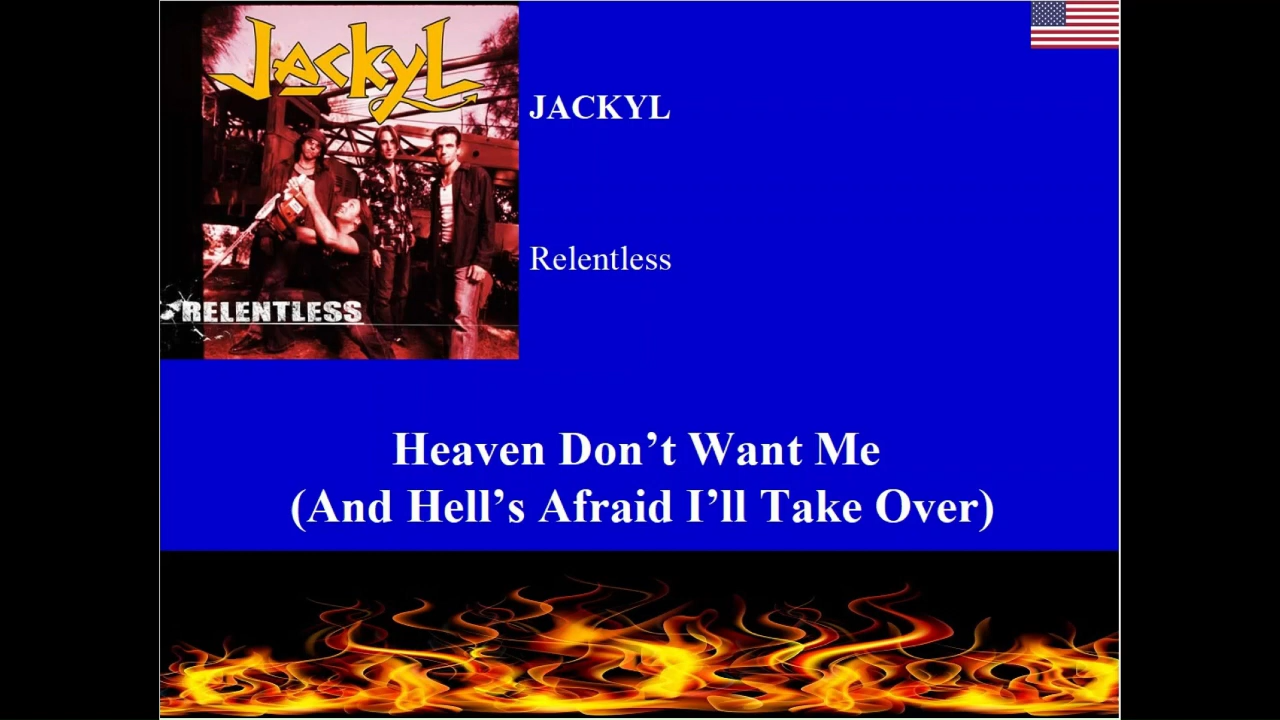 JackyL
RELENTLESS
JACKYL
Relentless
Heaven Don’t Want Me
(And Hell’s Afraid I’ll Take Over)